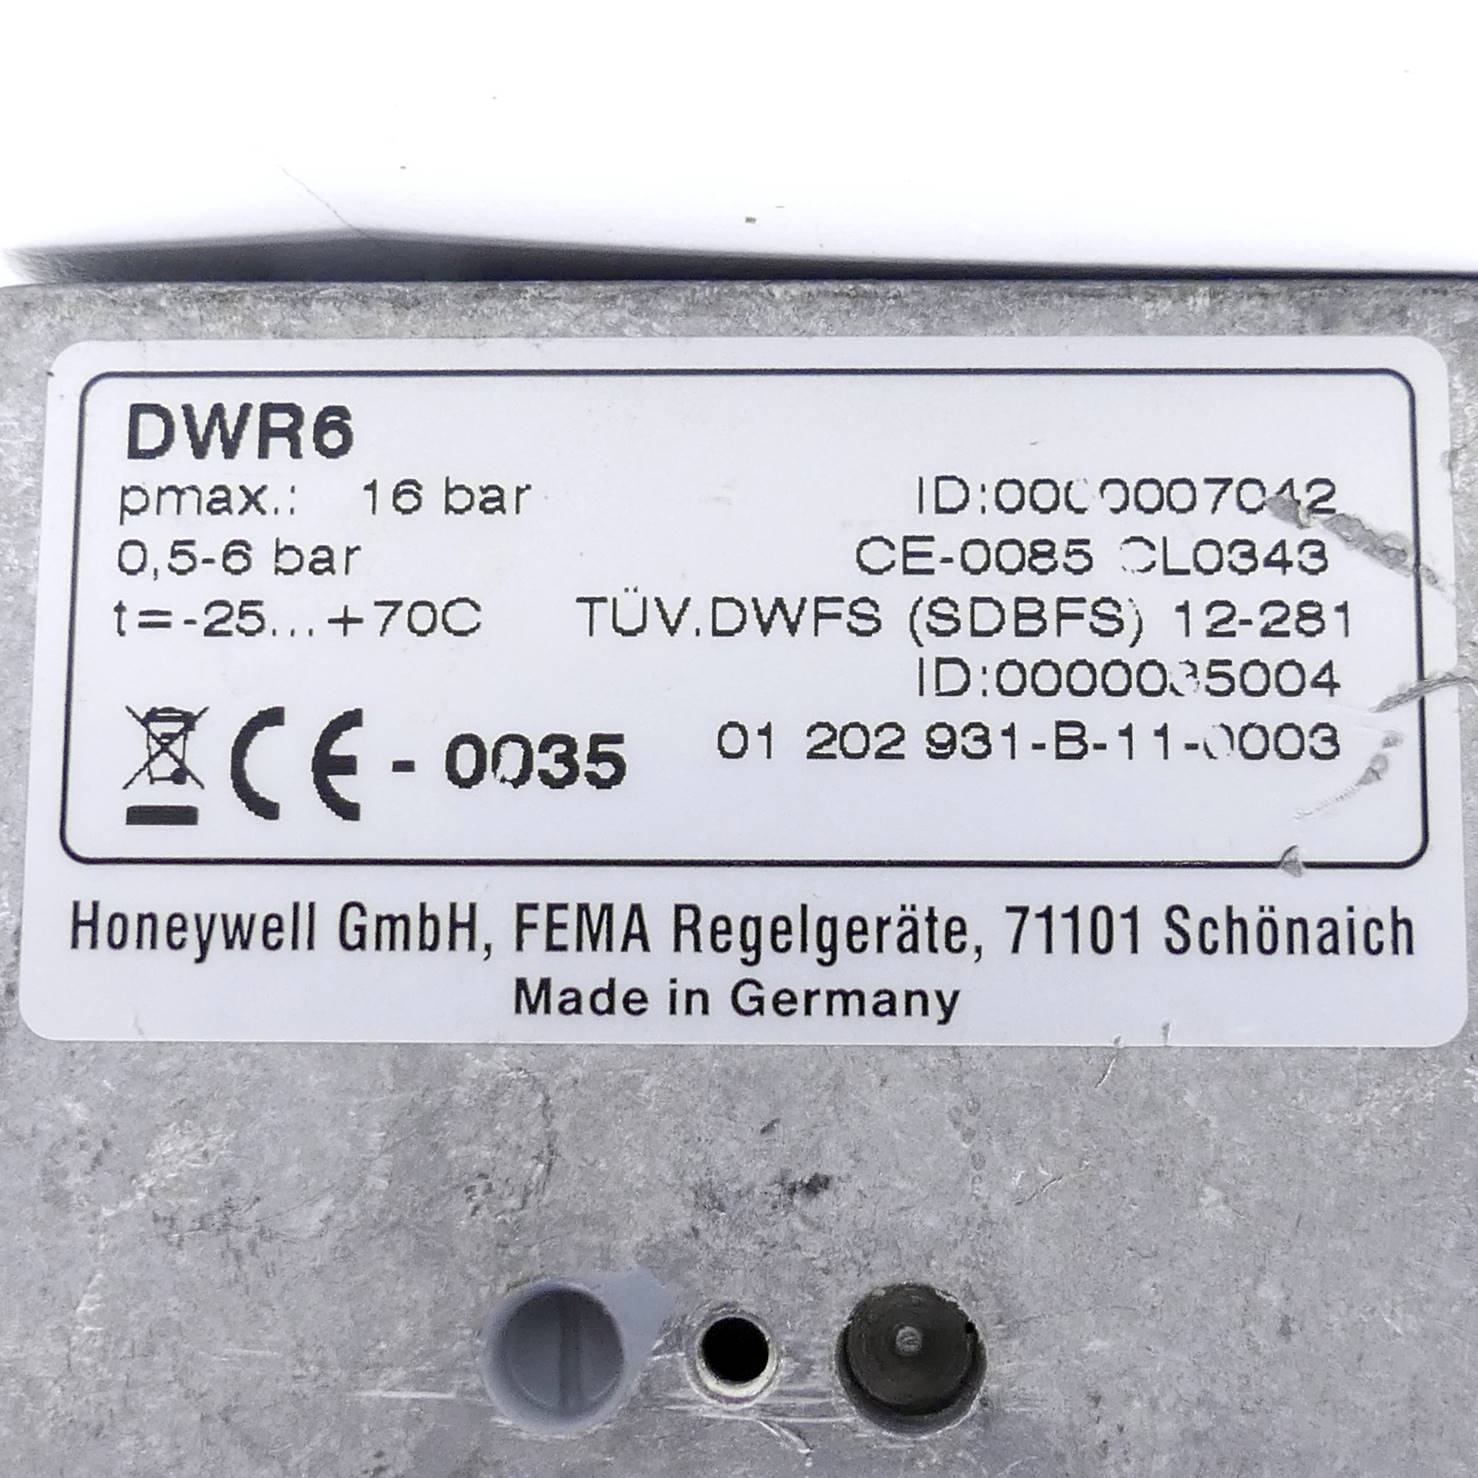 DWR6
pmax.: 16 bar
ID:0000007042
0,5-6 bar
CE-0085 CL0343
t=-25...+70C
TÜV.DWFS (SDBFS) 12-281
ID:0000035004
01 202 931-B-11-0003
CE - 0035
Honeywell GmbH, FEMA Regelgeräte, 71101 Schönaich
Made in Germany